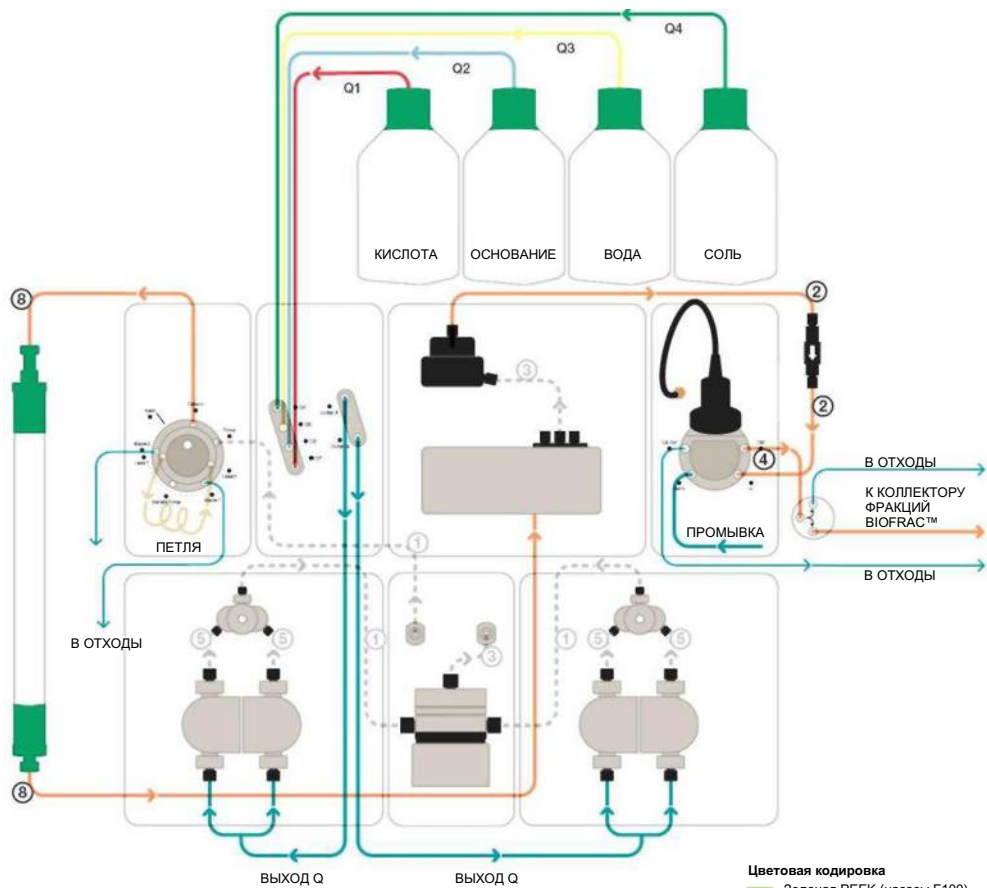 Q4
Q3
Q2
Q1
КИСЛОТА
ОСНОВАНИЕ
ВОДА
СОЛЬ
8
2
3
2
4
В ОТХОДЫ
К КОЛЛЕКТОРУ
ФРАКЦИЙ
BIOFRAC™
ПРОМЫВКА
ПЕТЛЯ
В ОТХОДЫ
1
В ОТХОДЫ
5
5
1
3
1
5
5
8
ВЫХОД Q
ВЫХОД Q
Цветовая кодировка